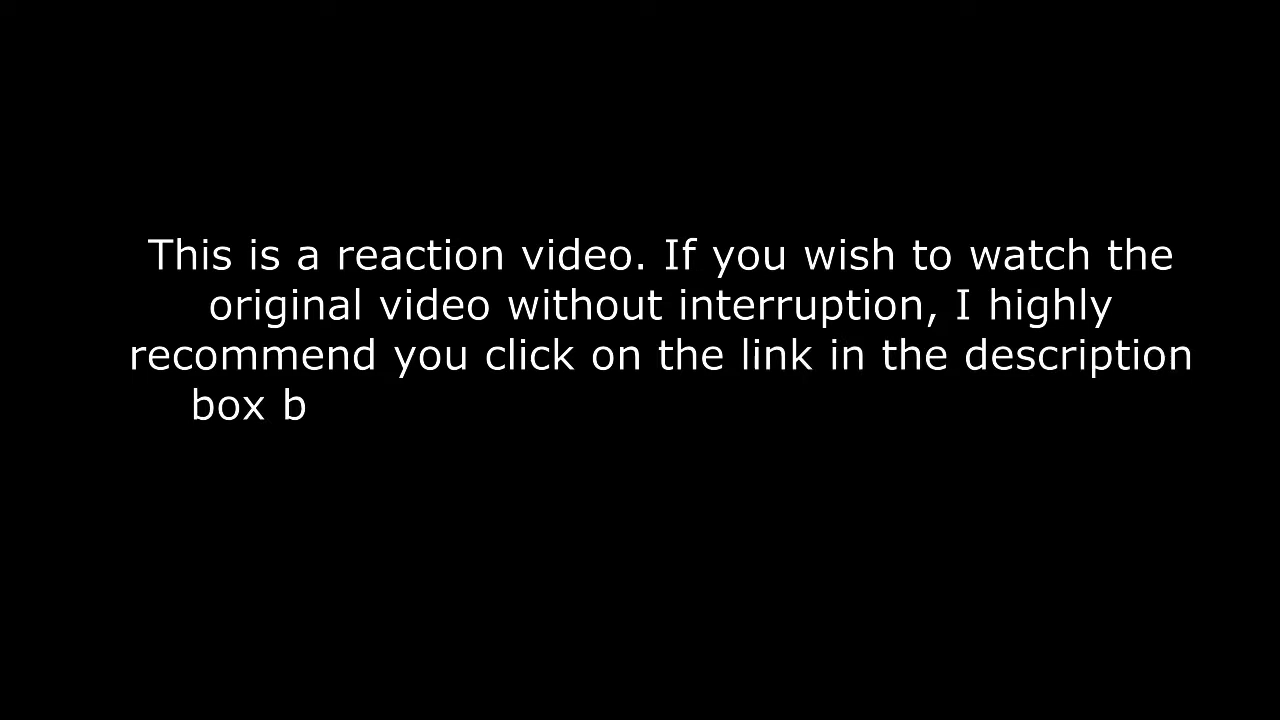 This is a reaction video. If you wish to watch the
original video without interruption, I highly
recommend you click on the link in the description
box b